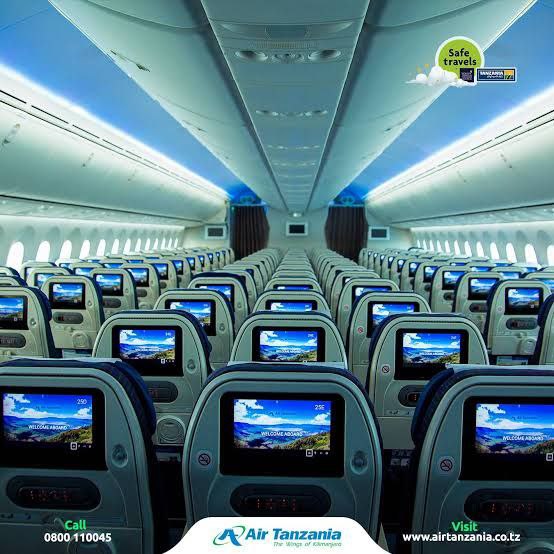 Safe
travels
TANZANIA
25D
WELCOME ABOARD
25E
WELCOME ABOARD
WELCOME ABOARD
Call
0800 110045
Air Tanzania
The Wings of Kilimanjaro
Visit
www.airtanzania.co.tz